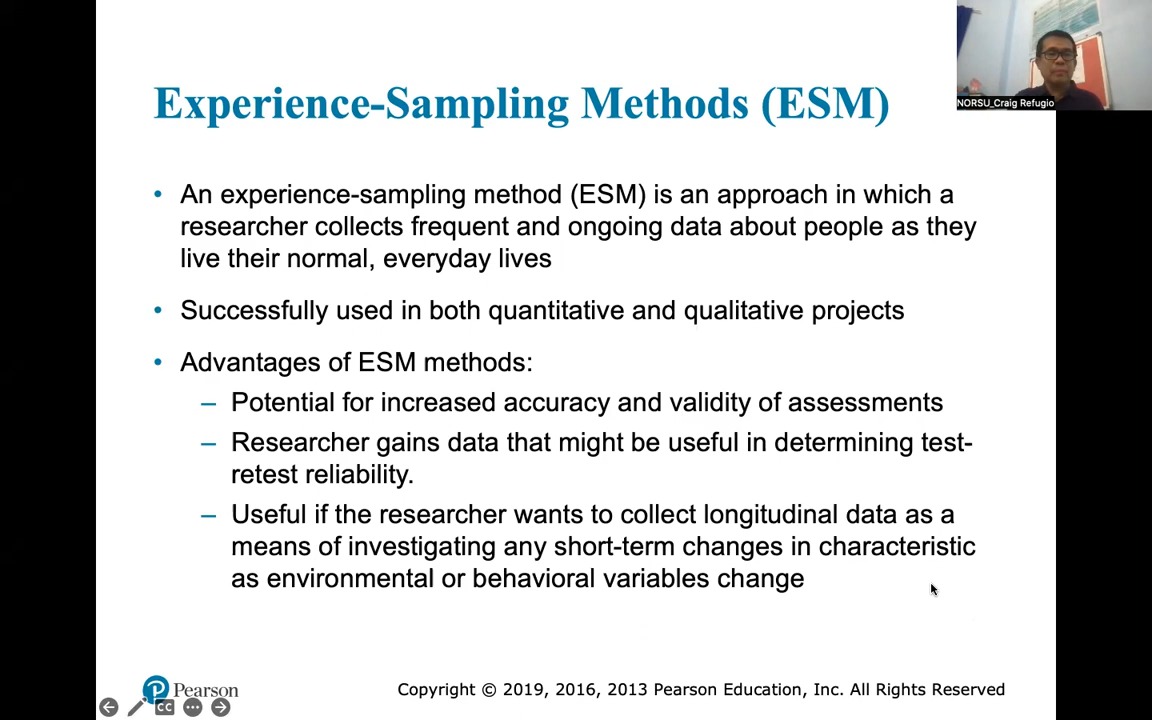 Experience-Sampling Methods (ESM)
NORSU_Craig Refugio
• An experience-sampling method (ESM) is an approach in which a
researcher collects frequent and ongoing data about people as they
live their normal, everyday lives
• Successfully used in both quantitative and qualitative projects
• Advantages of ESM methods:
– Potential for increased accuracy and validity of assessments
– Researcher gains data that might be useful in determining test-
retest reliability.
– Useful if the researcher wants to collect longitudinal data as a
means of investigating any short-term changes in characteristic
as environmental or behavioral variables change
P Pearson
CC
Copyright © 2019, 2016, 2013 Pearson Education, Inc. All Rights Reserved